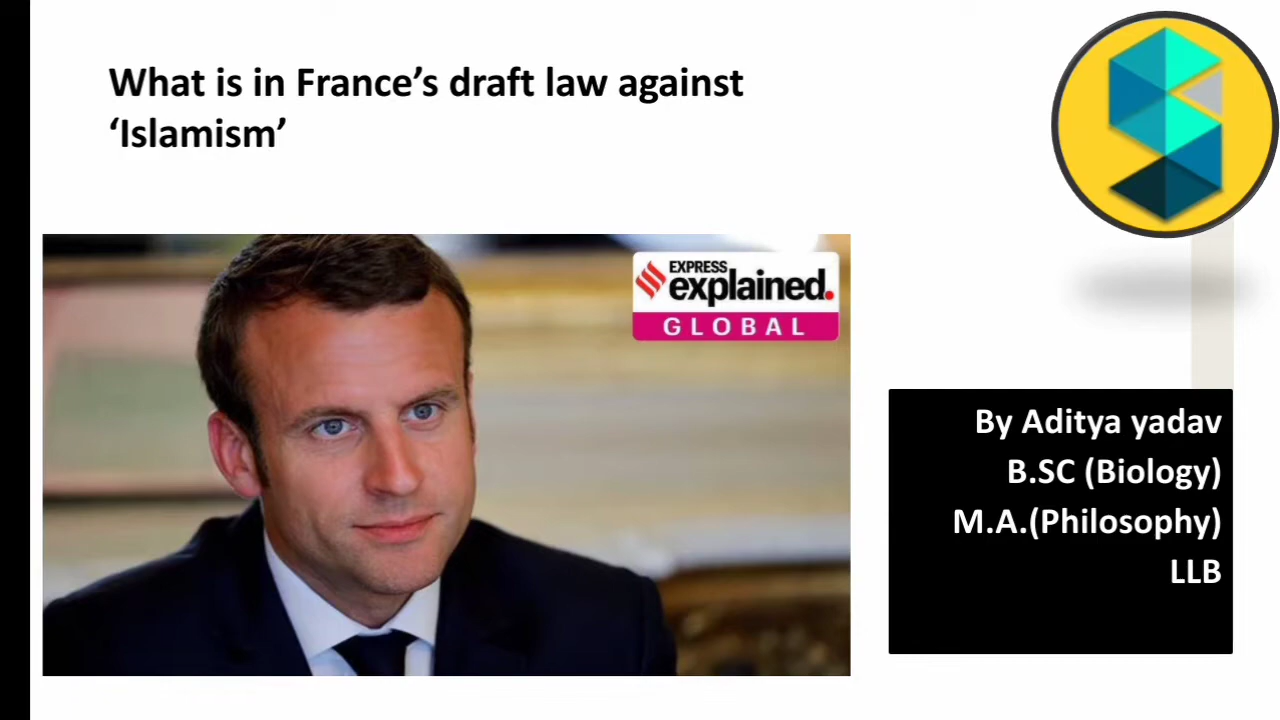 What is in France’s draft law against
‘Islamism’
EXPRESS
explained.
GLOBAL
By Aditya yadav
B.SC (Biology)
M.A.(Philosophy)
LLB